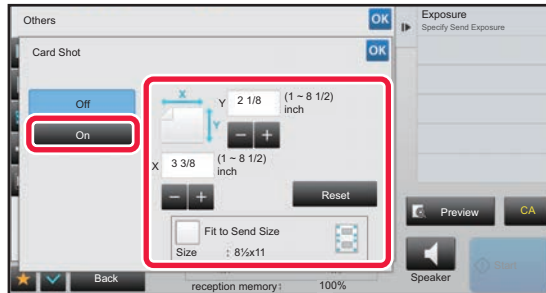 Others
OK
Exposure
Specify Send Exposure
Card Shot
OK
Off
On
X
Y
Y 2 1/8 (1 ~ 8 1/2)
inch
X 3 3/8 (1 ~ 8 1/2)
inch
Reset
Fit to Send Size
Size : 8½x11
Preview
CA
Back
reception memory: 100%
Speaker
Start